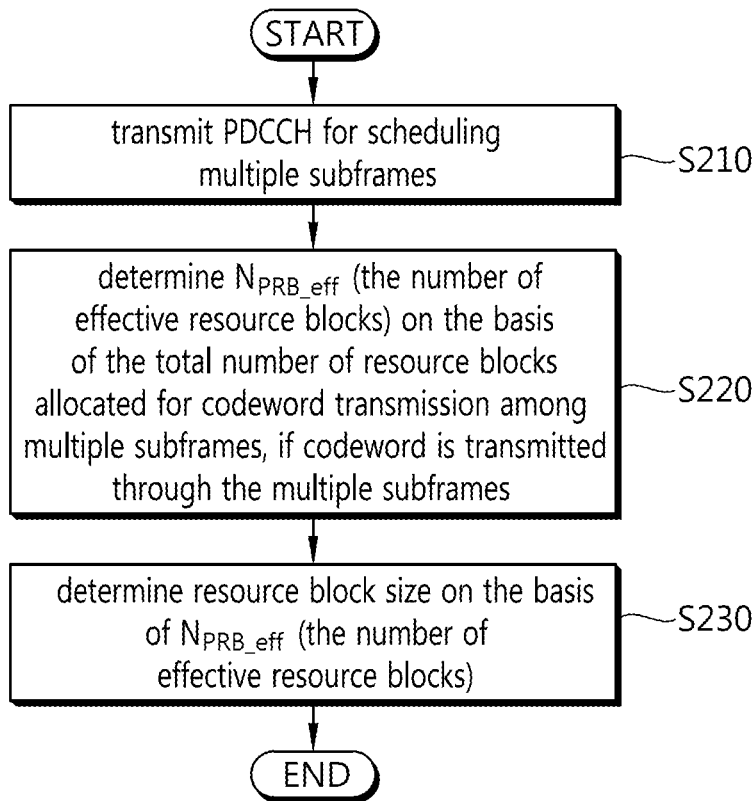 START
transmit PDCCH for scheduling
multiple subframes
S210
determine NPRB_eff (the number of
effective resource blocks) on the basis
of the total number of resource blocks
allocated for codeword transmission among
multiple subframes, if codeword is transmitted
through the multiple subframes
S220
determine resource block size on the basis
of NPRB_eff (the number of
effective resource blocks)
S230
END